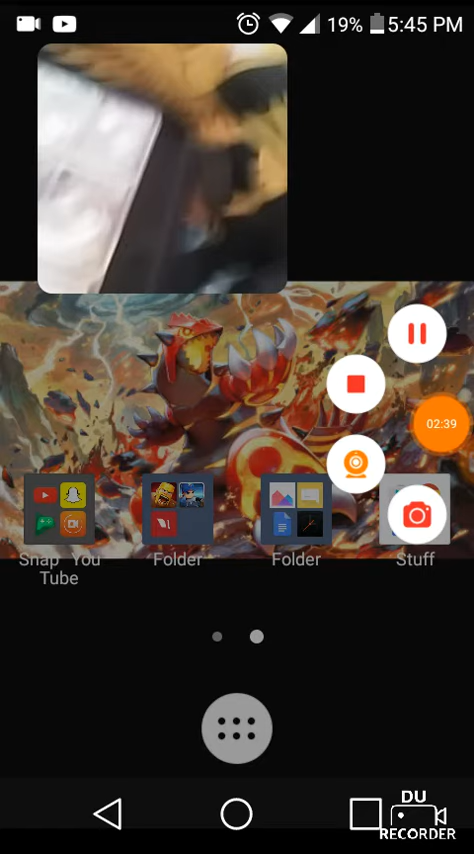 19% 5:45 PM
02:39
Snap You
Tube
Folder
Folder
Stuff
DU
RECORDER